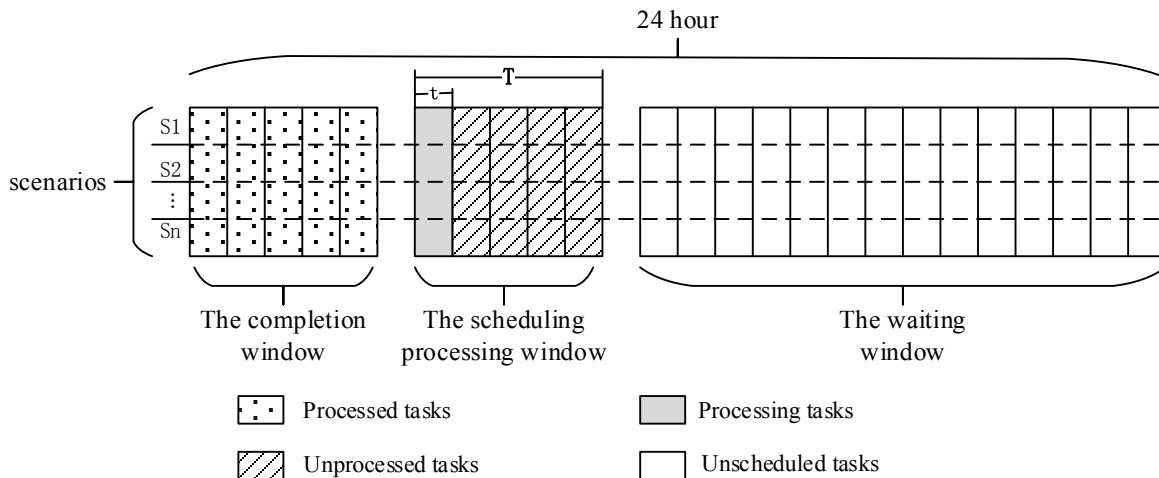 24 hour
T
t
scenarios
S1
S2
...
Sn
The completion
window
The scheduling
processing window
The waiting
window
Processed tasks
Processing tasks
Unprocessed tasks
Unscheduled tasks